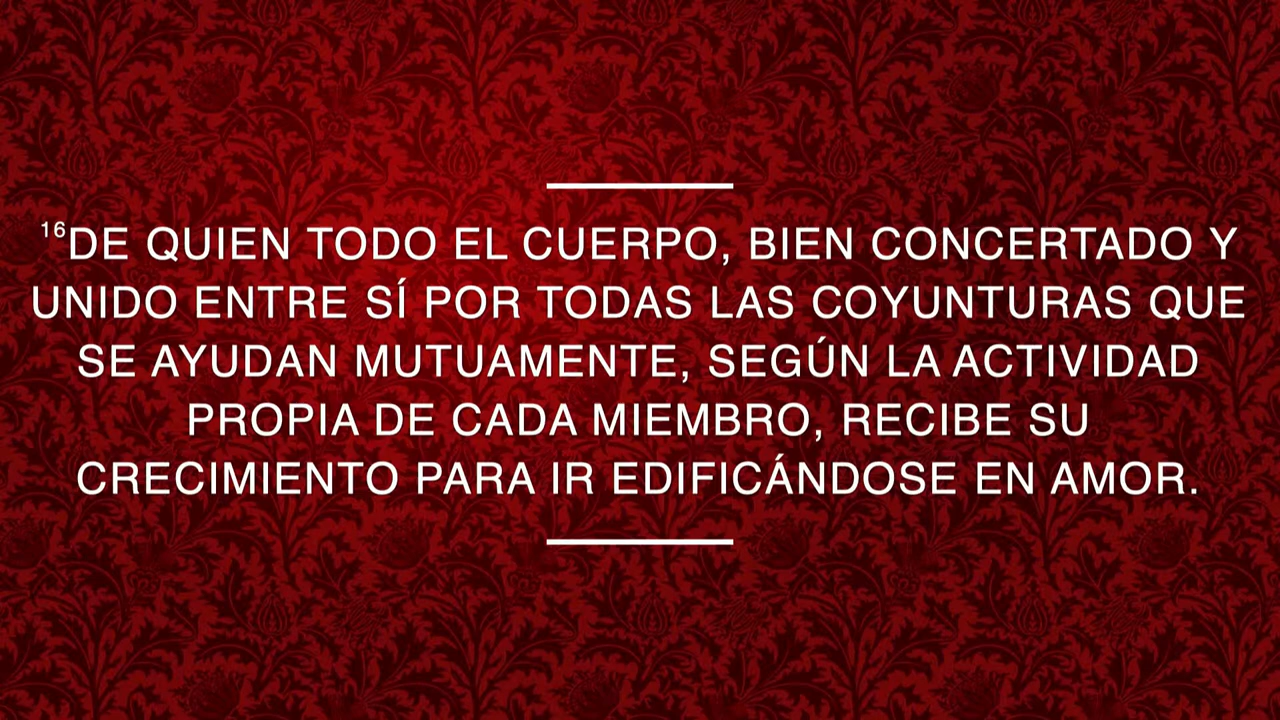 16DE QUIEN TODO EL CUERPO, BIEN CONCERTADO Y
UNIDO ENTRE SÍ POR TODAS LAS COYUNTURAS QUE
SE AYUDAN MUTUAMENTE, SEGÚN LA ACTIVIDAD
PROPIA DE CADA MIEMBRO, RECIBE SU
CRECIMIENTO PARA IR EDIFICÁNDOSE EN AMOR.